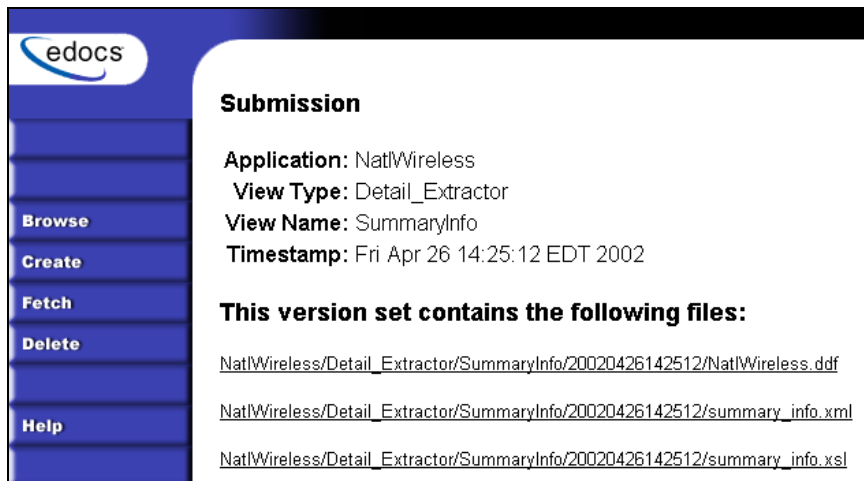 edocs
Browse
Create
Fetch
Delete
Help
Submission
Application: NatlWireless
View Type: Detail_Extractor
View Name: SummaryInfo
Timestamp: Fri Apr 26 14:25:12 EDT 2002
This version set contains the following files:
NatlWireless/Detail_Extractor/SummaryInfo/20020426142512/NatlWireless.ddf
NatlWireless/Detail_Extractor/SummaryInfo/20020426142512/summary_info.xml
NatlWireless/Detail_Extractor/SummaryInfo/20020426142512/summary_info.xsl